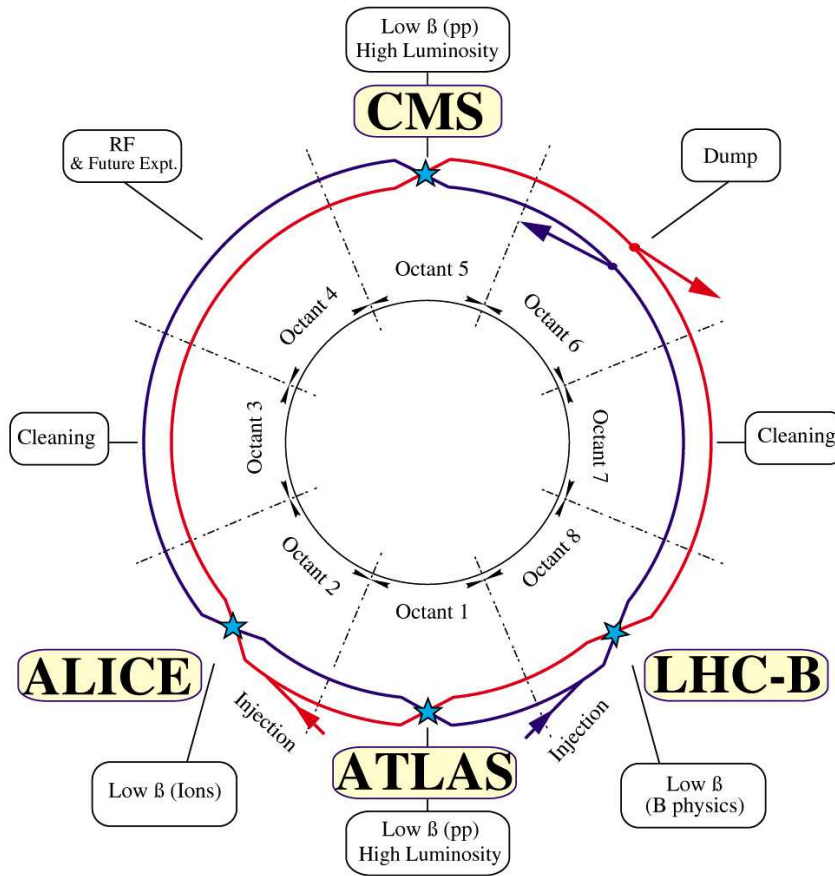 Low ß (pp)
High Luminosity
CMS
RF
& Future Expt.
Dump
Octant 5
Octant 4
Octant 6
Cleaning
Octant 3
Octant 7
Cleaning
Octant 2
Octant 8
Octant 1
ALICE
LHC-B
Injection
Injection
ATLAS
Low ß (Ions)
Low ß
(B physics)
Low ß (pp)
High Luminosity